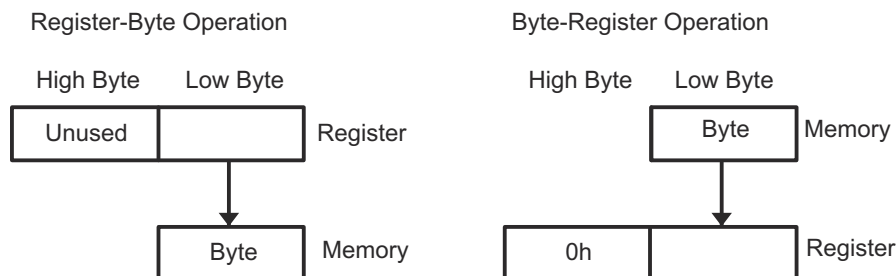 Register-Byte Operation
High Byte Low Byte
Unused Register
Byte Memory
Byte-Register Operation
High Byte Low Byte
Byte Memory
0h Register